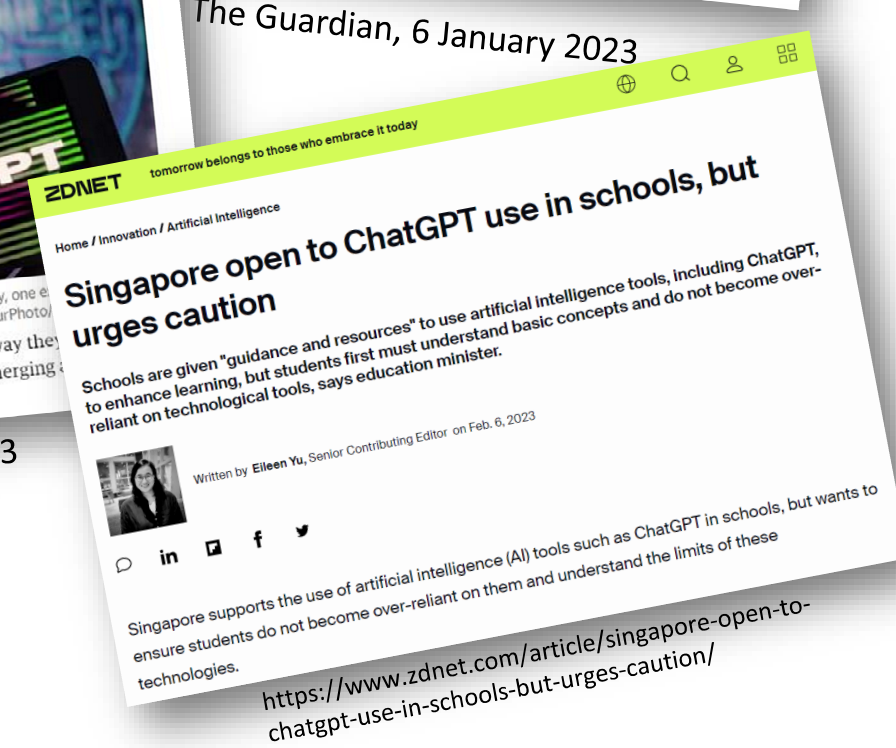 The Guardian, 6 January 2023
PT
ZDNET
tomorrow belongs to those who embrace it today
Home / Innovation / Artificial Intelligence
Singapore open to ChatGPT use in schools, but
urges caution
Schools are given "guidance and resources" to use artificial intelligence tools, including ChatGPT,
to enhance learning, but students first must understand basic concepts and do not become over-
reliant on technological tools, says education minister.
Written by Eileen Yu, Senior Contributing Editor on Feb. 6, 2023
in
f
Singapore supports the use of artificial intelligence (AI) tools such as ChatGPT in schools, but wants to
ensure students do not become over-reliant on them and understand the limits of these
technologies.
y, one e
urPhoto/
ay they
erging a
3
https://www.zdnet.com/article/singapore-open-to-
chatgpt-use-in-schools-but-urges-caution/